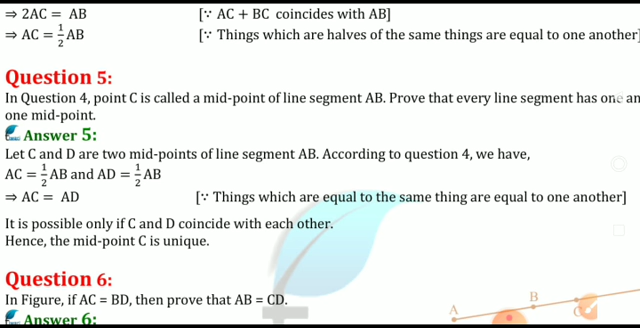 ⇒ 2AC = AB [∵ AC + BC coincides with AB]
⇒ AC = 1/2 AB [∵ Things which are halves of the same things are equal to one another]
Question 5:
In Question 4, point C is called a mid-point of line segment AB. Prove that every line segment has one an
one mid-point.
Answer 5:
Let C and D are two mid-points of line segment AB. According to question 4, we have,
AC = 1/2 AB and AD = 1/2 AB
⇒ AC = AD [∵ Things which are equal to the same thing are equal to one another]
It is possible only if C and D coincide with each other.
Hence, the mid-point C is unique.
Question 6:
In Figure, if AC = BD, then prove that AB = CD.
A B C
Answer 6: